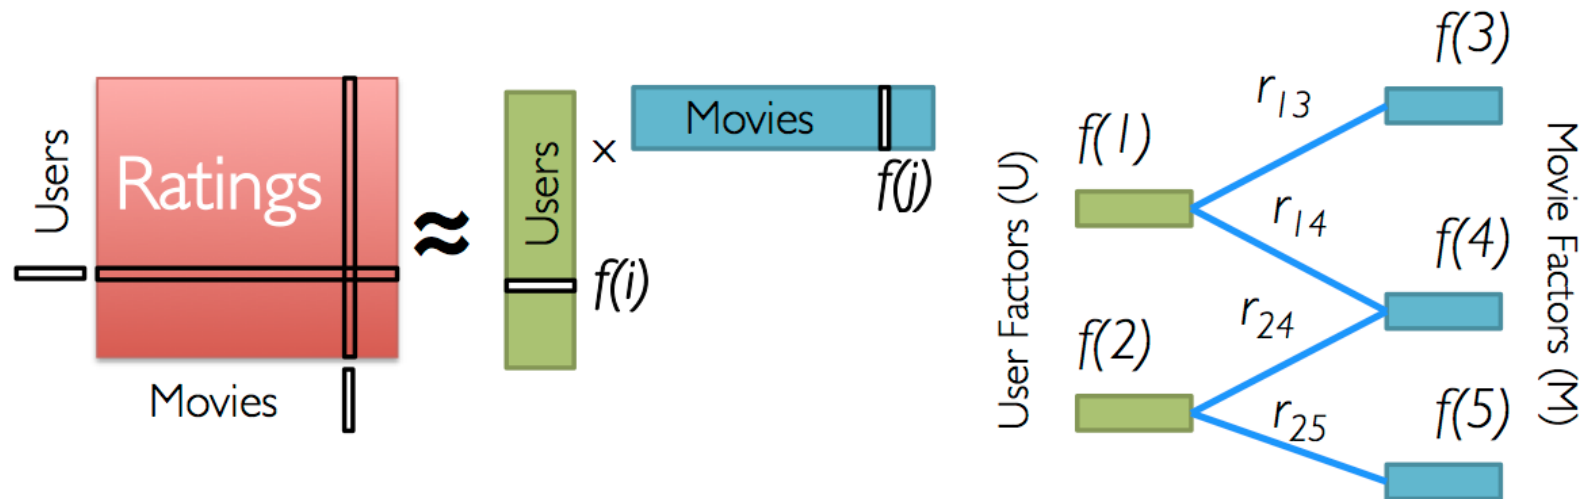 Users
Ratings
Movies
≈
Users
f(i)
x
Movies
f(j)
User Factors (U)
f(1)
f(2)
r13
r14
r24
r25
f(3)
f(4)
f(5)
Movie Factors (M)